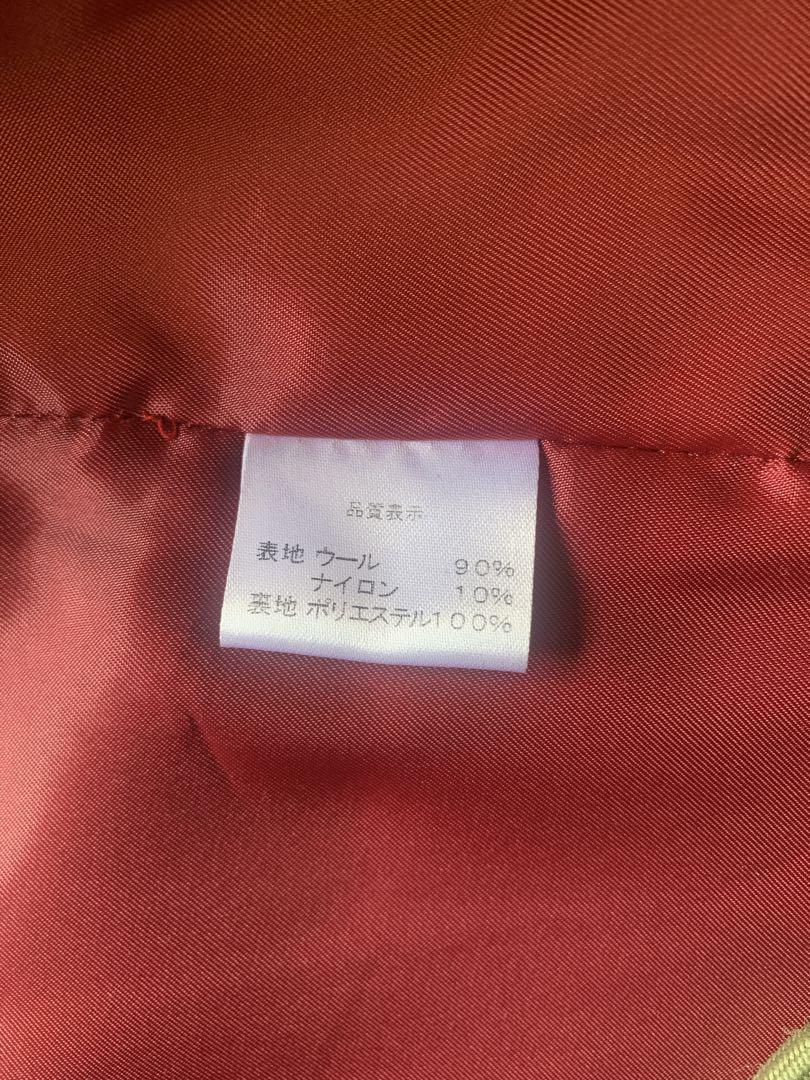 品質表示
表地 ウール 90%
ナイロン 10%
裏地 ポリエステル100%